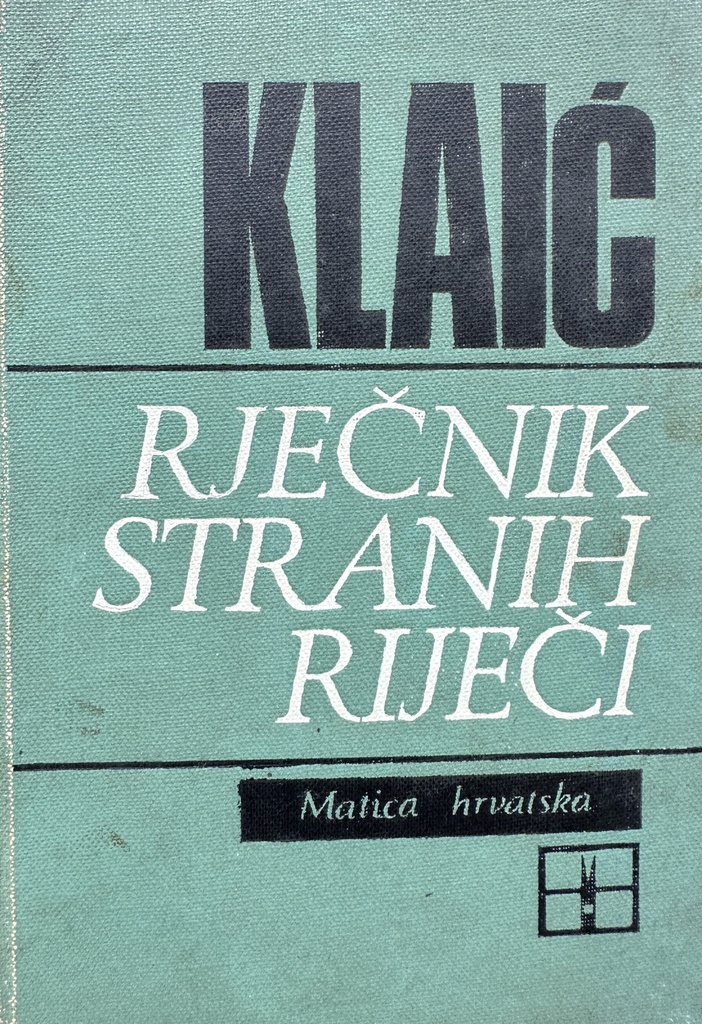 KLAIĆ
RJEČNIK
STRANIH
RIJEČI
Matica hrvatska